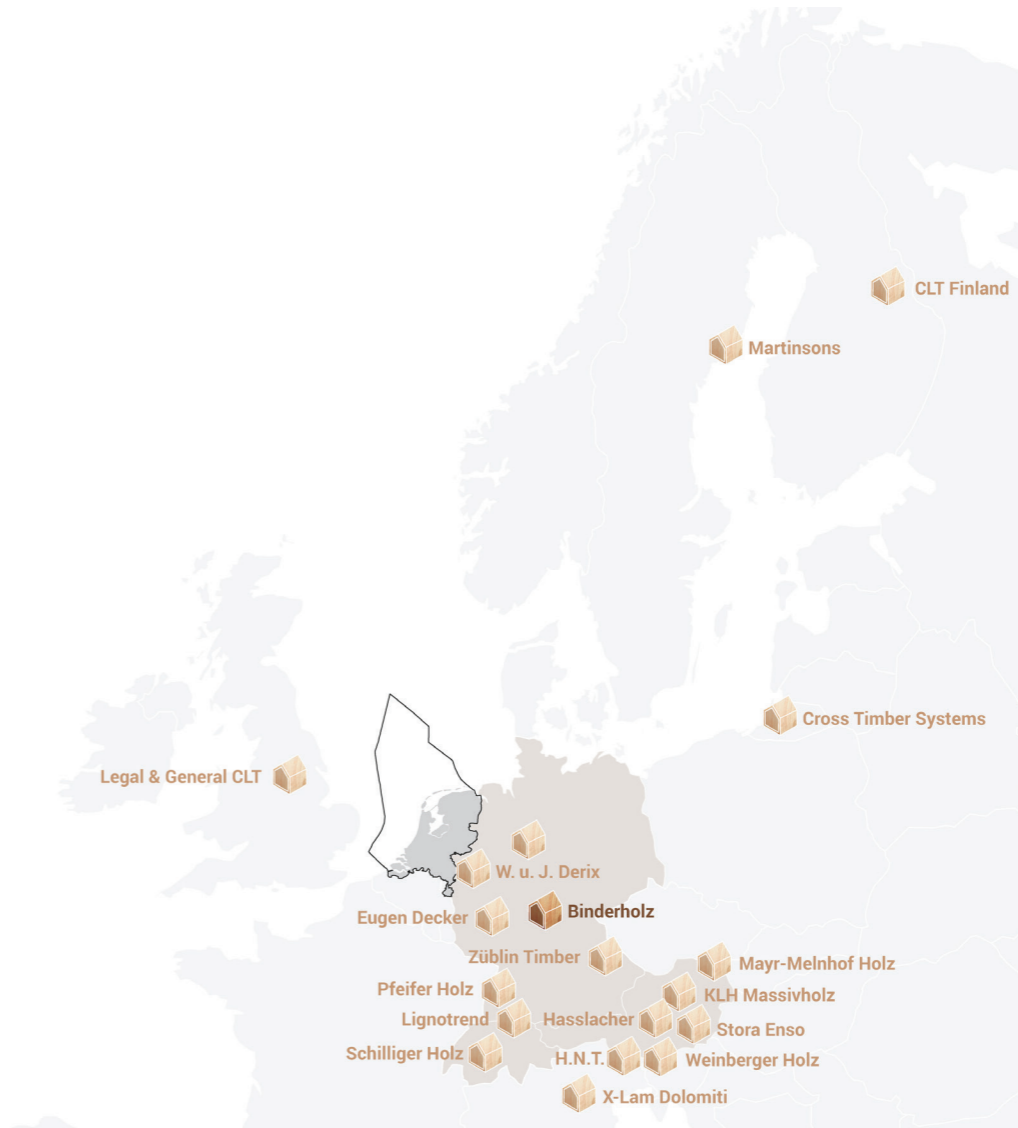 CLT Finland
Martinsons
Cross Timber Systems
Legal & General CLT
W. u. J. Derix
Eugen Decker
Binderholz
Züblin Timber
Mayr-Melnhof Holz
Pfeifer Holz
KLH Massivholz
Lignotrend
Hasslacher
Stora Enso
Schilliger Holz
H.N.T.
Weinberger Holz
X-Lam Dolomiti